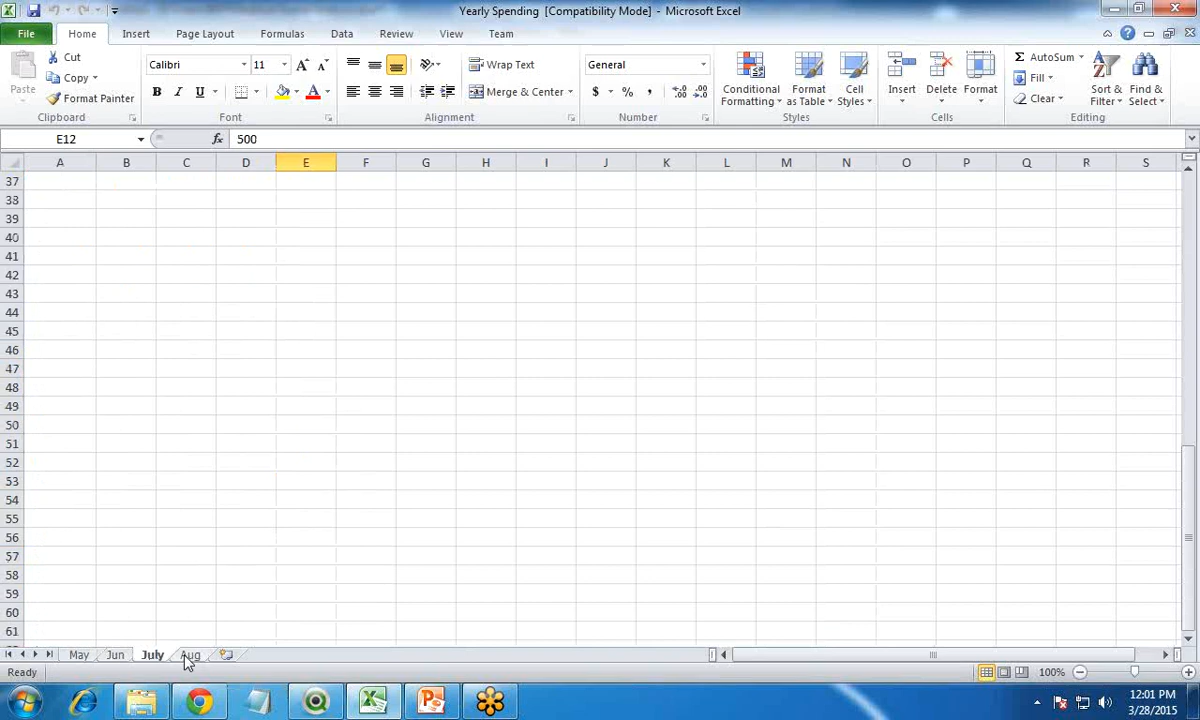 Yearly Spending [Compatibility Mode] - Microsoft Excel
File Home Insert Page Layout Formulas Data Review View Team
Paste
Cut
Copy
Format Painter
Clipboard
Calibri 11
B I U
Font
Wrap Text
Merge & Center
Alignment
General
$ % ,
Number
Conditional Formatting
Format as Table
Cell Styles
Styles
Insert
Delete
Format
Cells
AutoSum
Fill
Clear
Sort & Filter
Find & Select
Editing
E12 fx 500
A B C D E F G H I J K L M N O P Q R S
37
38
39
40
41
42
43
44
45
46
47
48
49
50
51
52
53
54
55
56
57
58
59
60
61
May Jun July Aug
Ready 100%
12:01 PM
3/28/2015